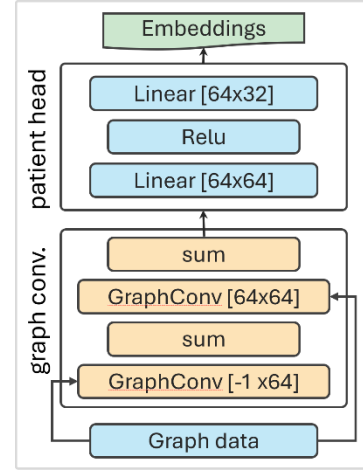 Embeddings
patient head
Linear [64x32]
Relu
Linear [64x64]
graph conv.
sum
GraphConv [64x64]
sum
GraphConv [-1 x64]
Graph data